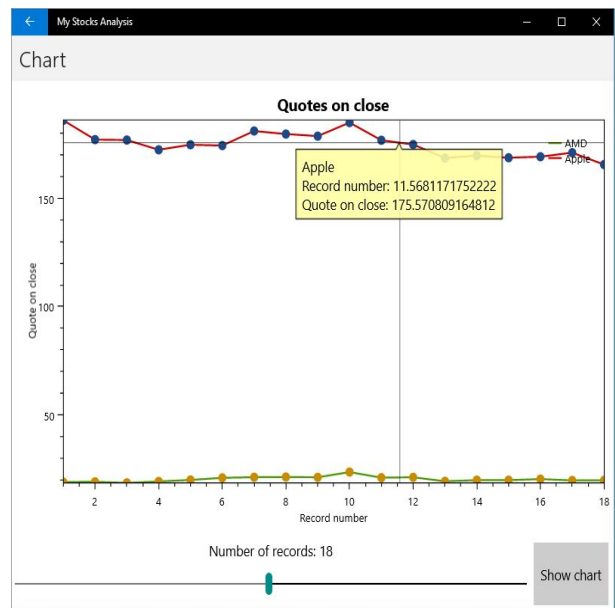 My Stocks Analysis
Chart
Quotes on close
AMD
Apple
Apple
Record number: 11.5681171752222
Quote on close: 175.570809164812
150
100
50
Quote on close
2 4 6 8 10 12 14 16 18
Record number
Number of records: 18
Show chart